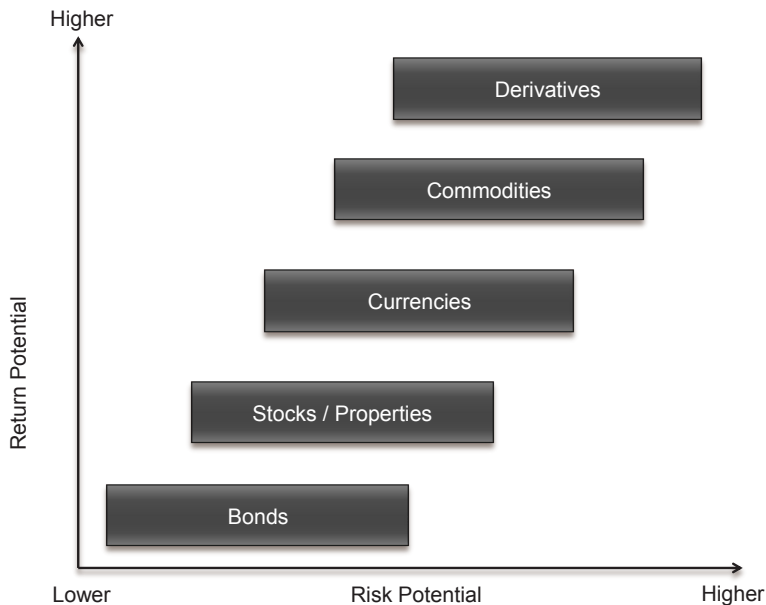 Higher
Derivatives
Commodities
Currencies
Return Potential
Stocks / Properties
Bonds
Lower
Risk Potential
Higher